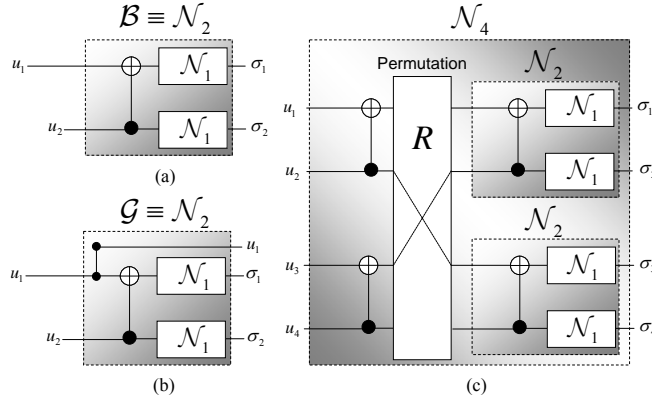 B ≡ N₂
u₁
N₁
σ₁
u₂
N₁
σ₂
(a)
G ≡ N₂
u₁
u₁
N₁
σ₁
u₂
N₁
σ₂
(b)
N₄
Permutation
R
N₂
u₁
N₁
u₂
N₁
N₂
u₃
N₁
u₄
N₁
(c)